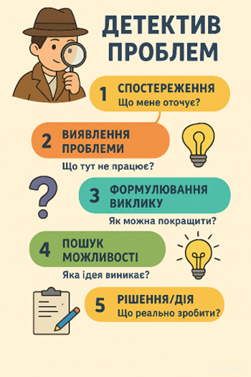 ДЕТЕКТИВ
ПРОБЛЕМ
1 СПОСТЕРЕЖЕННЯ
Що мене оточує?
2 ВИЯВЛЕННЯ
ПРОБЛЕМИ
Що тут не працює?
3 ФОРМУЛЮВАННЯ
ВИКЛИКУ
Як можна покращити?
4 ПОШУК
МОЖЛИВОСТІ
Яка ідея виникає?
5 РІШЕННЯ/ДІЯ
Що реально зробити?